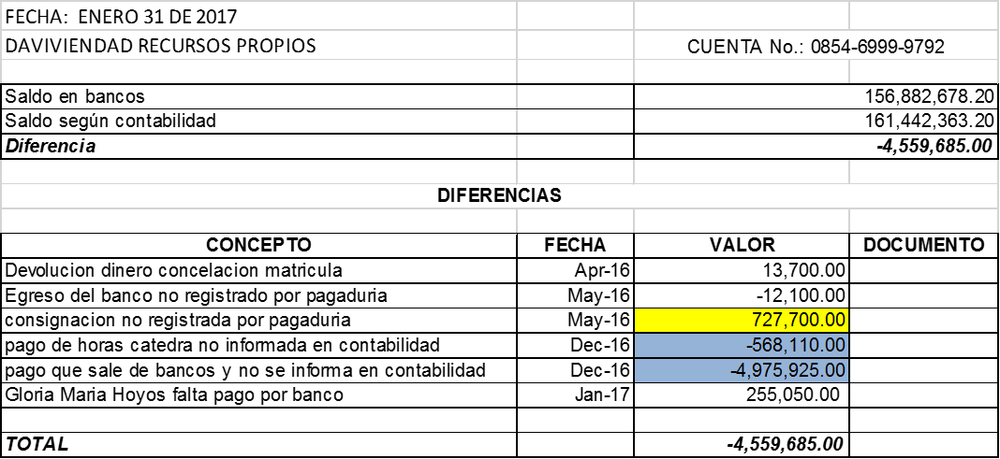 FECHA: ENERO 31 DE 2017
DAVIVIENDAD RECURSOS PROPIOS CUENTA No.: 0854-6999-9792
Saldo en bancos 156,882,678.20
Saldo según contabilidad 161,442,363.20
Diferencia -4,559,685.00
DIFERENCIAS
CONCEPTO FECHA VALOR DOCUMENTO
Devolucion dinero concelacion matricula Apr-16 13,700.00
Egreso del banco no registrado por pagaduria May-16 -12,100.00
consignacion no registrada por pagaduria May-16 727,700.00
pago de horas catedra no informada en contabilidad Dec-16 -568,110.00
pago que sale de bancos y no se informa en contabilidad Dec-16 -4,975,925.00
Gloria Maria Hoyos falta pago por banco Jan-17 255,050.00
TOTAL -4,559,685.00